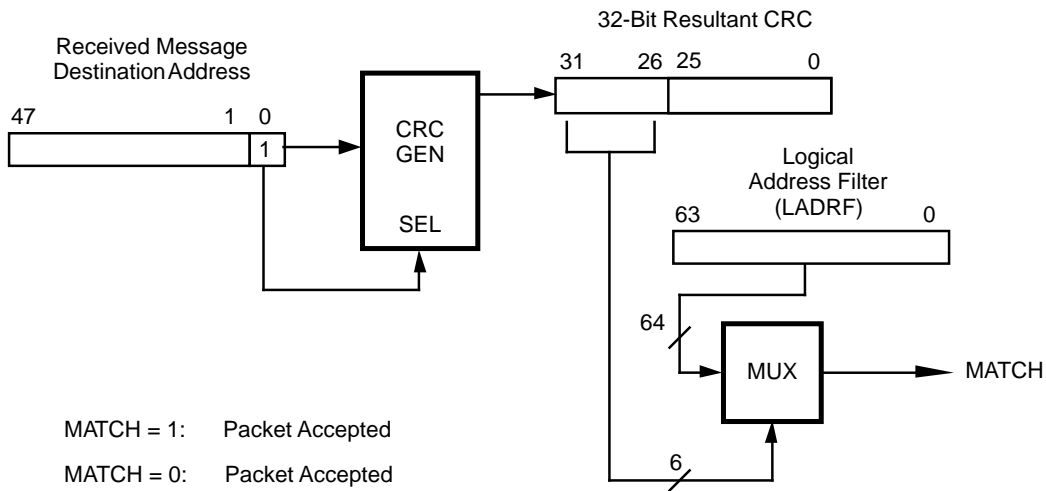 32-Bit Resultant CRC
Received Message
Destination Address
31 26 25 0
47 1 0
1
CRC
GEN
SEL
Logical
Address Filter
(LADRF)
63 0
64
MUX
MATCH
6
MATCH = 1: Packet Accepted
MATCH = 0: Packet Accepted